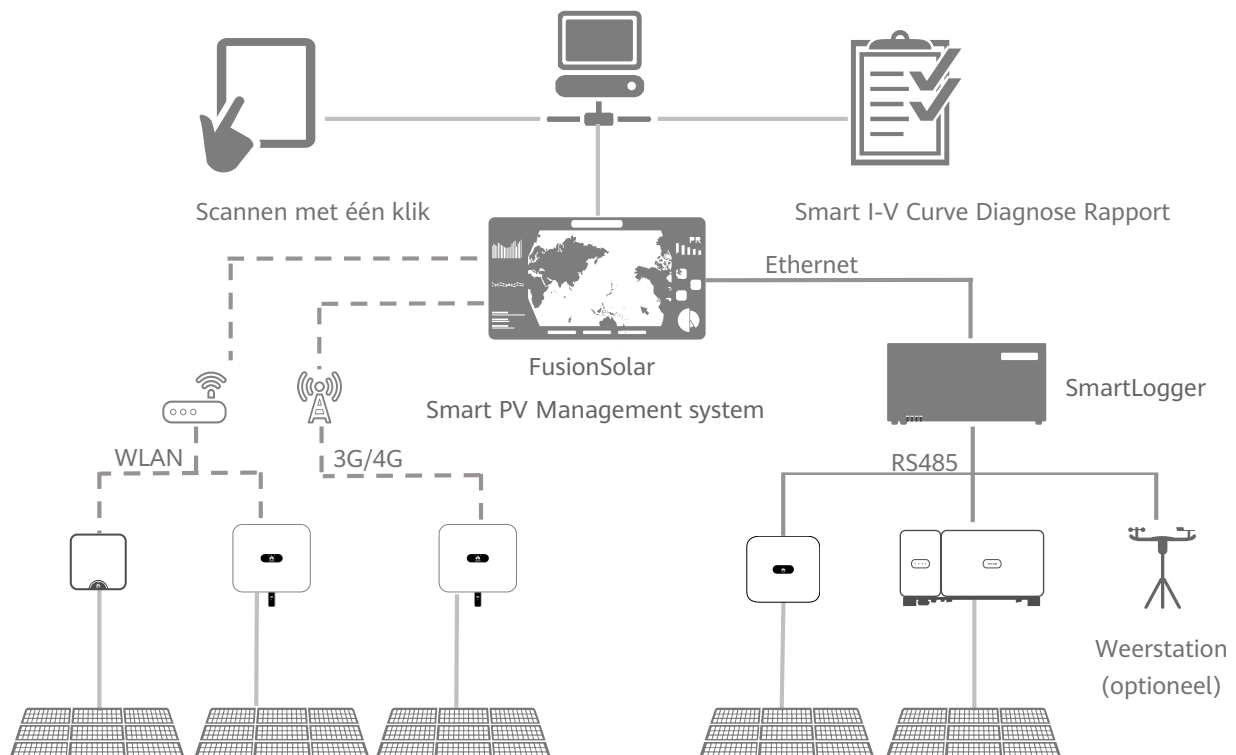 Scannen met één klik
Smart I-V Curve Diagnose Rapport
PR
Ethernet
FusionSolar
Smart PV Management system
SmartLogger
WLAN
3G/4G
RS485
Weerstation
(optioneel)